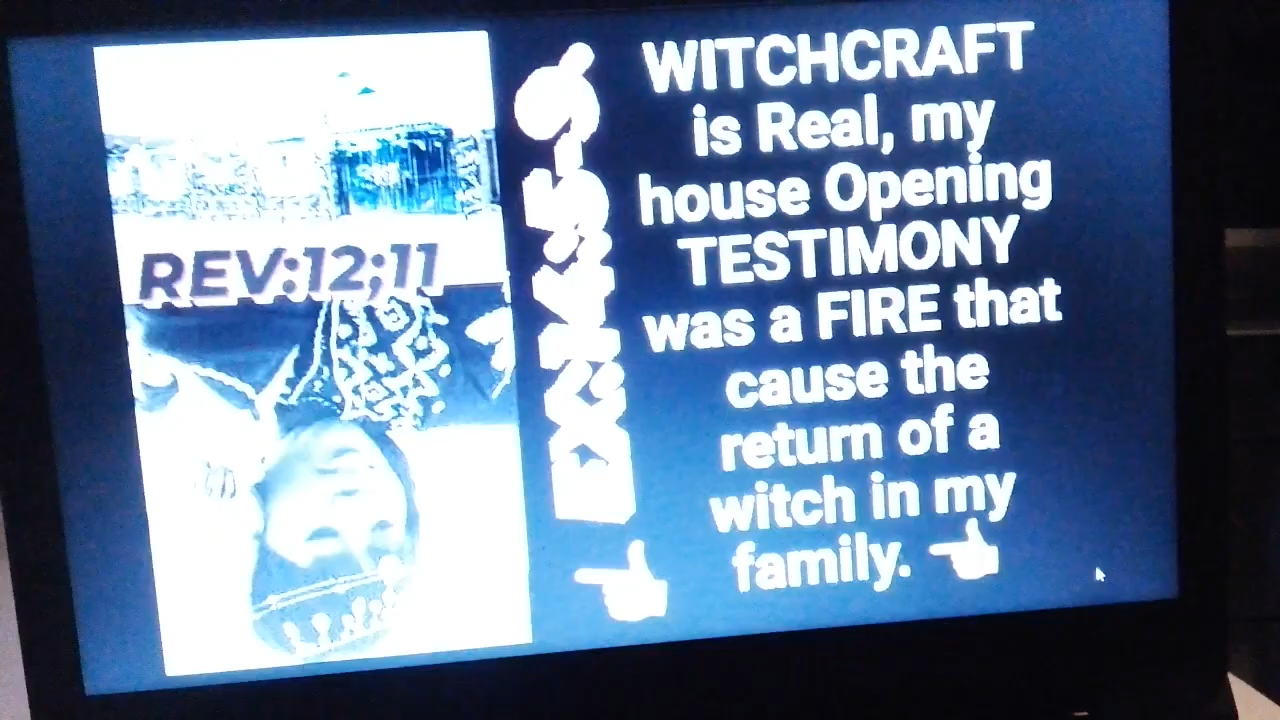 REV:12;11
WITCHCRAFT
is Real, my
house Opening
TESTIMONY
was a FIRE that
cause the
return of a
witch in my
family.